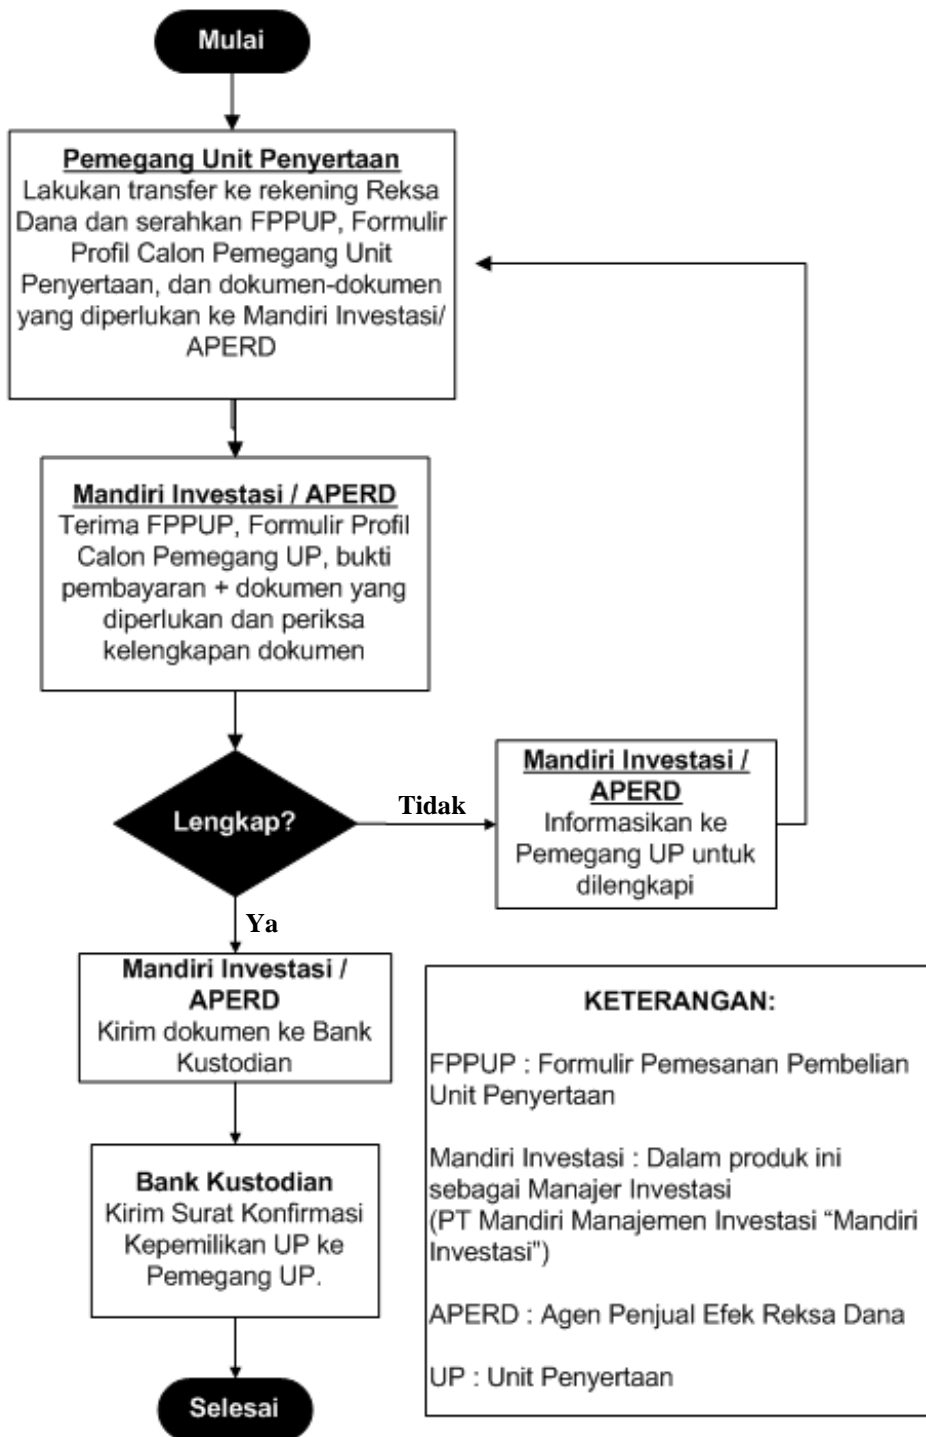 Mulai
Pemegang Unit Penyertaan
Lakukan transfer ke rekening Reksa
Dana dan serahkan FPPUP, Formulir
Profil Calon Pemegang Unit
Penyertaan, dan dokumen-dokumen
yang diperlukan ke Mandiri Investasi/
APERD
Mandiri Investasi / APERD
Terima FPPUP, Formulir Profil
Calon Pemegang UP, bukti
pembayaran + dokumen yang
diperlukan dan periksa
kelengkapan dokumen
Lengkap?
Tidak
Mandiri Investasi /
APERD
Informasikan ke
Pemegang UP untuk
dilengkapi
Ya
Mandiri Investasi /
APERD
Kirim dokumen ke Bank
Kustodian
Bank Kustodian
Kirim Surat Konfirmasi
Kepemilikan UP ke
Pemegang UP.
Selesai
KETERANGAN:
FPPUP : Formulir Pemesanan Pembelian
Unit Penyertaan
Mandiri Investasi : Dalam produk ini
sebagai Manajer Investasi
(PT Mandiri Manajemen Investasi “Mandiri
Investasi”)
APERD : Agen Penjual Efek Reksa Dana
UP : Unit Penyertaan